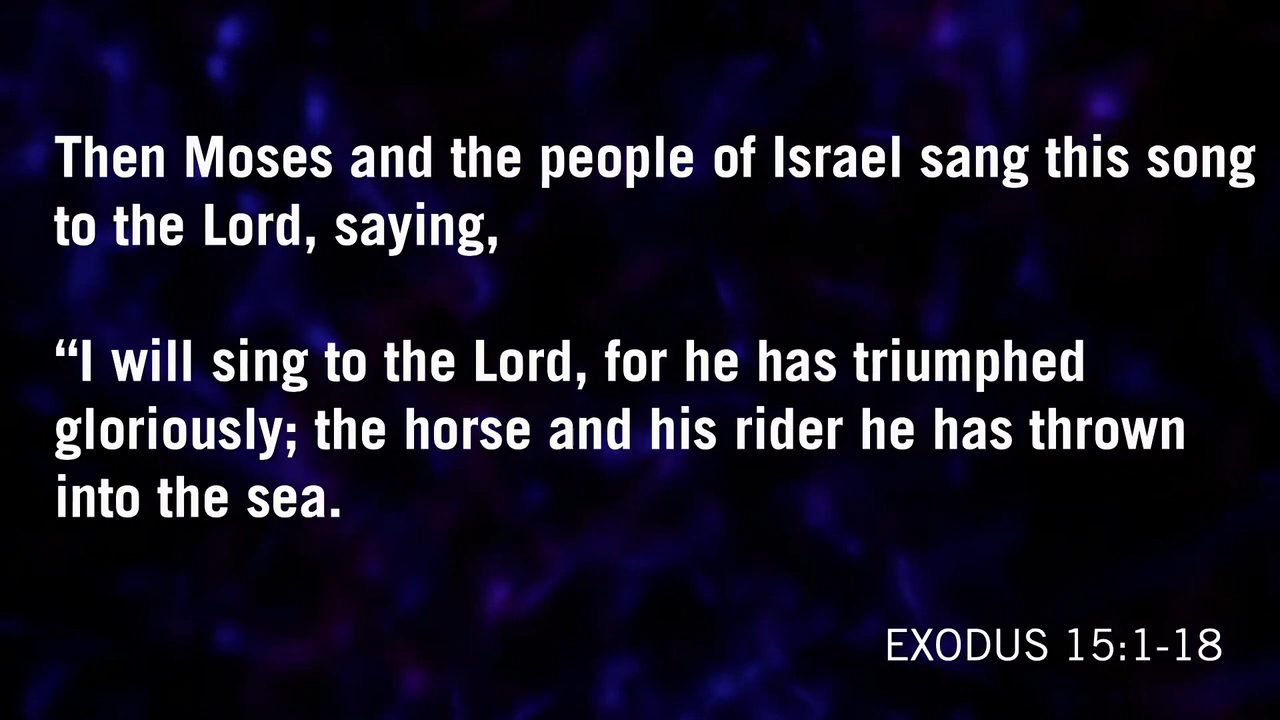 Then Moses and the people of Israel sang this song
to the Lord, saying,
“I will sing to the Lord, for he has triumphed
gloriously; the horse and his rider he has thrown
into the sea.
EXODUS 15:1-18